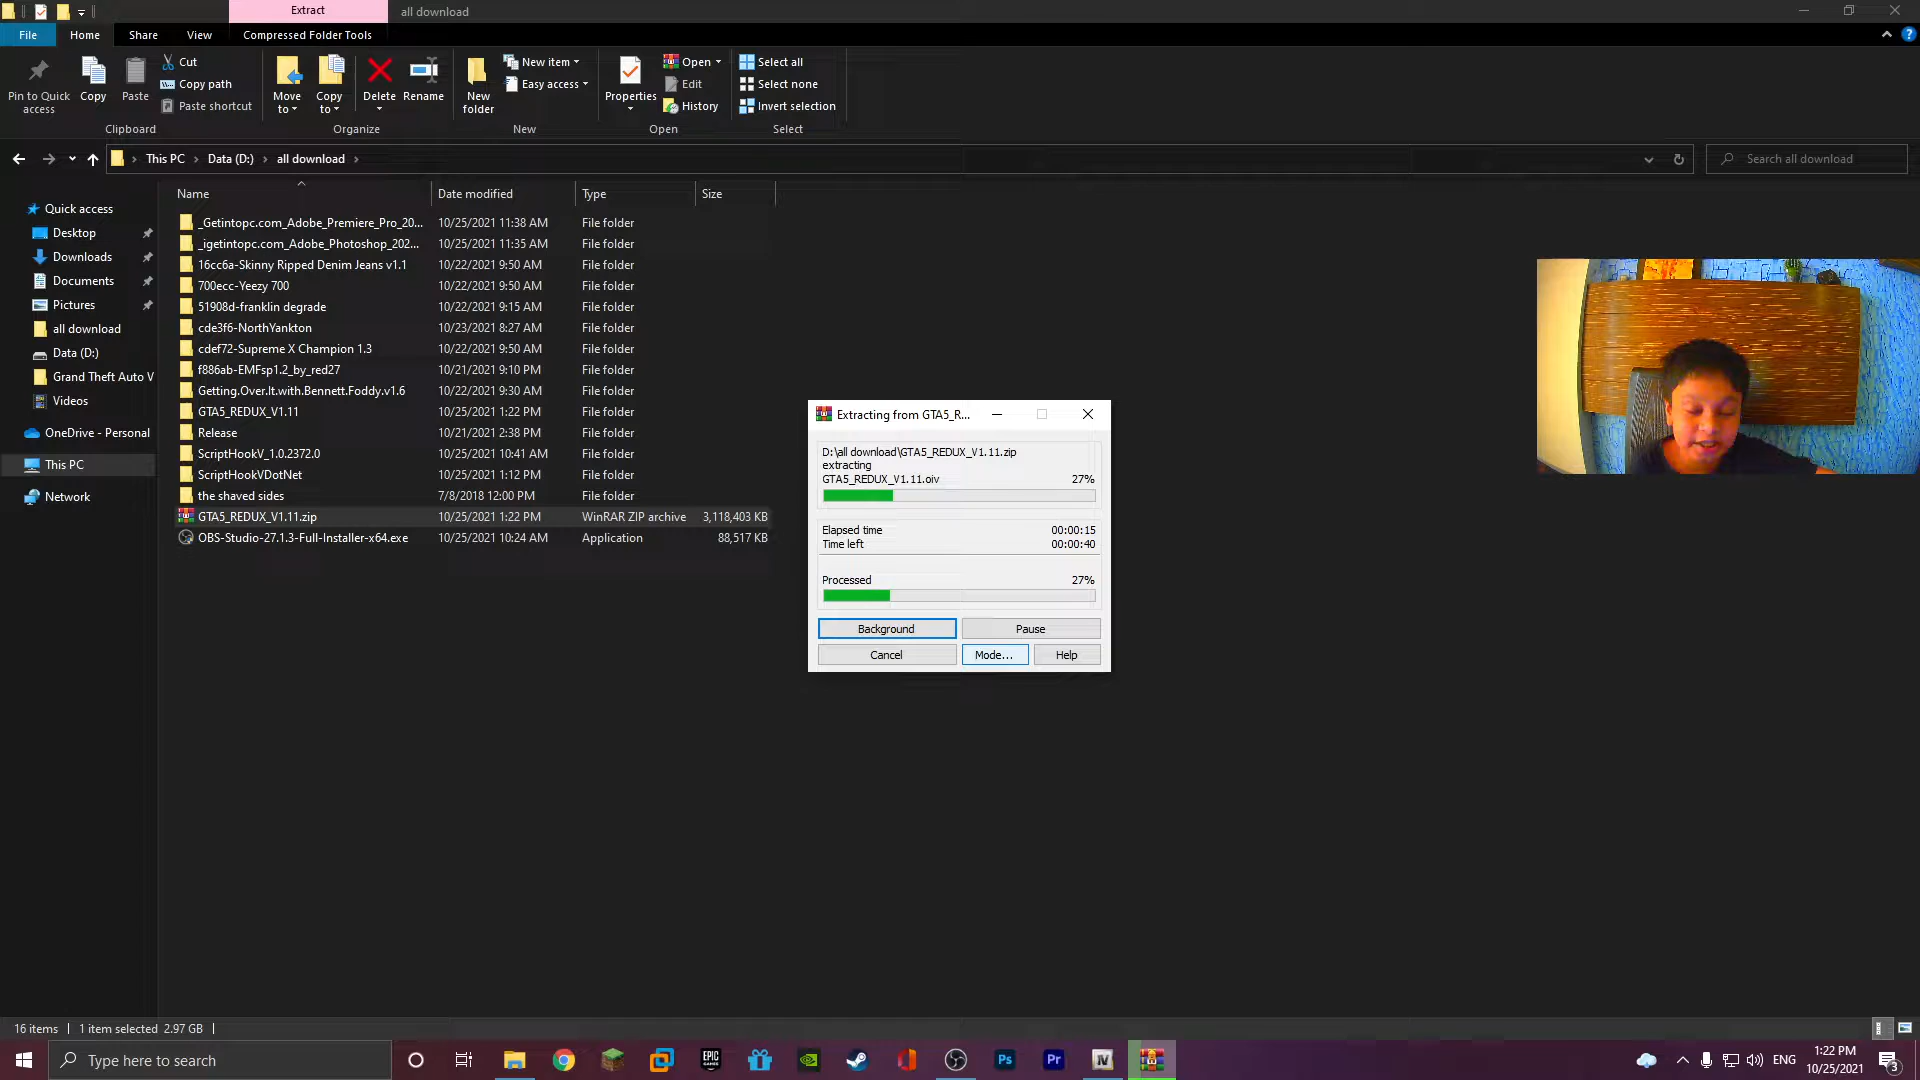 Extract
all download
File
Home
Share
View
Compressed Folder Tools
Pin to Quick access
Copy
Paste
Cut
Copy path
Paste shortcut
Clipboard
Move to
Copy to
Delete
Rename
Organize
New folder
New item
Easy access
New
Properties
Open
Edit
History
Open
Select all
Select none
Invert selection
Select
This PC
Data (D:)
all download
Search all download
Quick access
Desktop
Downloads
Documents
Pictures
all download
Data (D:)
Grand Theft Auto V
Videos
OneDrive - Personal
This PC
Network
Name Date modified Type Size
_Getintopc.com_Adobe_Premiere_Pro_20... 10/25/2021 11:38 AM File folder
_igetintopc.com_Adobe_Photoshop_202... 10/25/2021 11:35 AM File folder
16cc6a-Skinny Ripped Denim Jeans v1.1 10/22/2021 9:50 AM File folder
700ecc-Yeezy 700 10/22/2021 9:50 AM File folder
51908d-franklin degrade 10/22/2021 9:15 AM File folder
cde3f6-NorthYankton 10/23/2021 8:27 AM File folder
cdef72-Supreme X Champion 1.3 10/22/2021 9:50 AM File folder
f886ab-EMFsp1.2_by_red27 10/21/2021 9:10 PM File folder
Getting.Over.It.with.Bennett.Foddy.v1.6 10/22/2021 9:30 AM File folder
GTA5_REDUX_V1.11 10/25/2021 1:22 PM File folder
Release 10/21/2021 2:38 PM File folder
ScriptHookV_1.0.2372.0 10/25/2021 10:41 AM File folder
ScriptHookVDotNet 10/25/2021 1:12 PM File folder
the shaved sides 7/8/2018 12:00 PM File folder
GTA5_REDUX_V1.11.zip 10/25/2021 1:22 PM WinRAR ZIP archive 3,118,403 KB
OBS-Studio-27.1.3-Full-Installer-x64.exe 10/25/2021 10:24 AM Application 88,517 KB
Extracting from GTA5_R...
D:\all download\GTA5_REDUX_V1.11.zip
extracting
GTA5_REDUX_V1.11.oiv 27%
Elapsed time 00:00:15
Time left 00:00:40
Processed 27%
Background
Pause
Cancel
Mode...
Help
16 items
1 item selected 2.97 GB
Type here to search
EPIC GAMES
Ps
Pr
IV
ENG
1:22 PM
10/25/2021
3